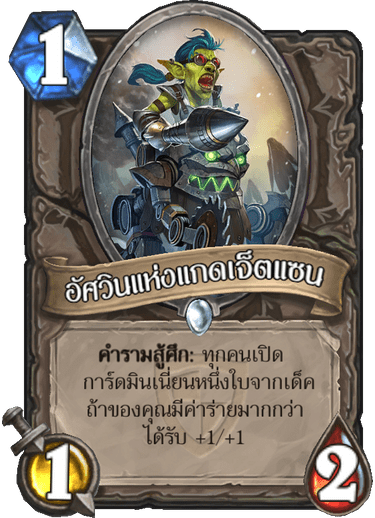 1
อัศวินแห่งแกดเจ็ตแซน
คำรามสู้ศึก: ทุกคนเปิด
การ์ดมินเนี่ยนหนึ่งใบจากเด็ค
ถ้าของคุณมีค่าร่ายมากกว่า
ได้รับ +1/+1
1
2